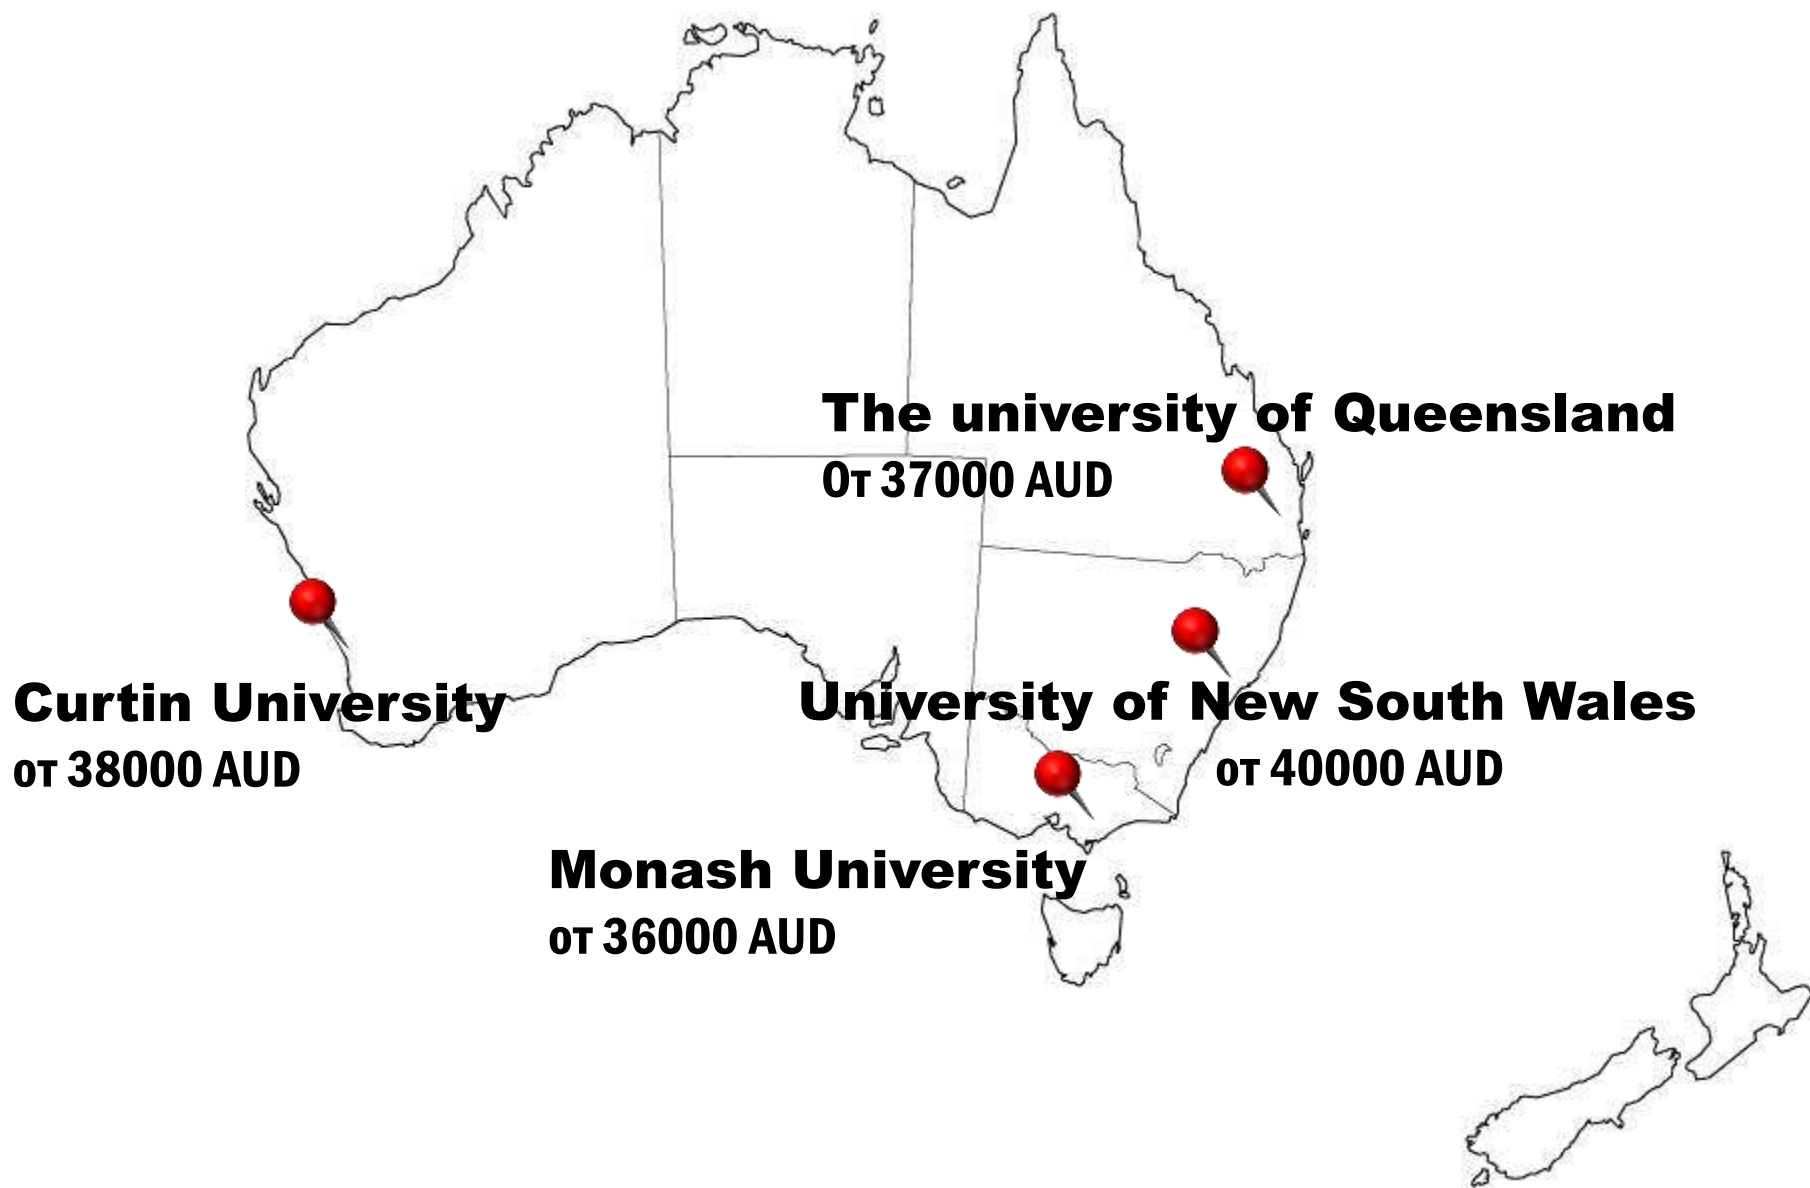 The university of Queensland
От 37000 AUD
Curtin University
от 38000 AUD
University of New South Wales
от 40000 AUD
Monash University
от 36000 AUD